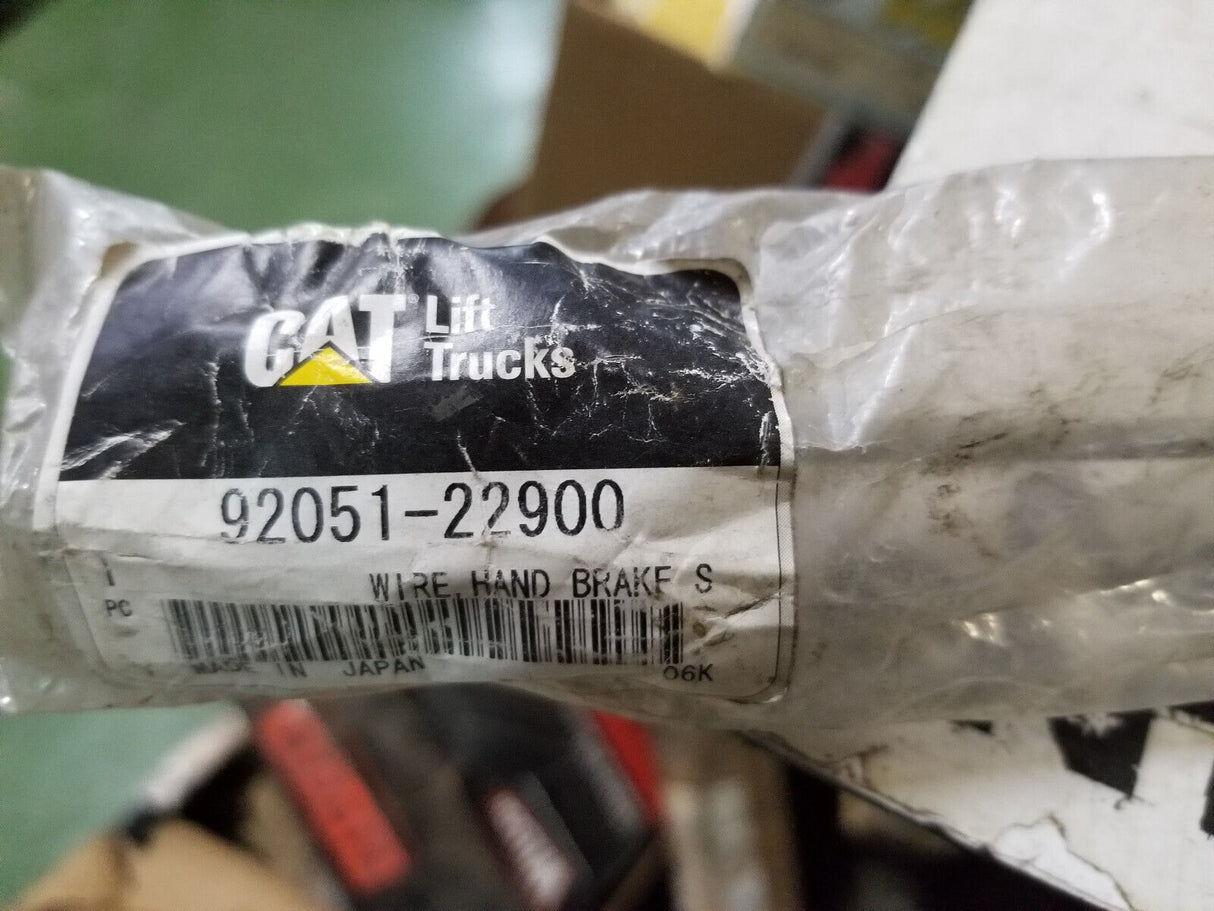 CAT® Lift
Trucks
92051-22900
1 WIRE, HAND BRAKE S
PC
MADE IN JAPAN 06K